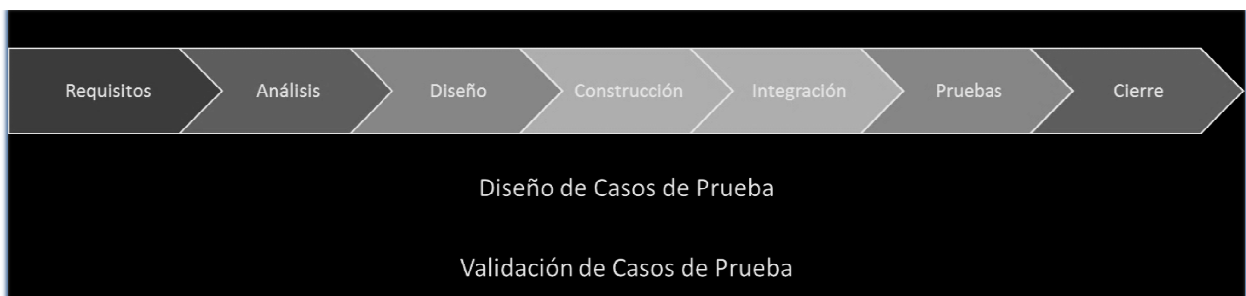 Requisitos Análisis Diseño Construcción Integración Pruebas Cierre
Diseño de Casos de Prueba
Validación de Casos de Prueba